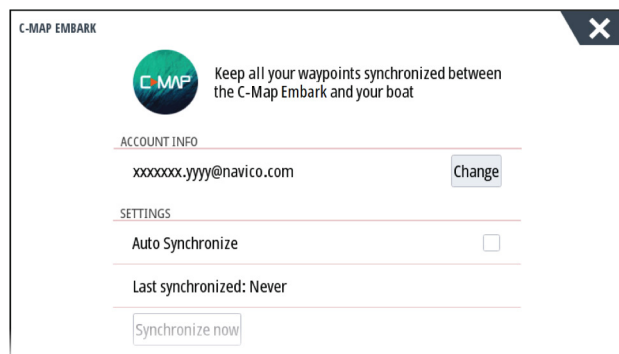 C-MAP EMBARK
C-MAP
Keep all your waypoints synchronized between
the C-Map Embark and your boat
ACCOUNT INFO
xxxxxxx.yyyy@navico.com
Change
SETTINGS
Auto Synchronize
Last synchronized: Never
Synchronize now